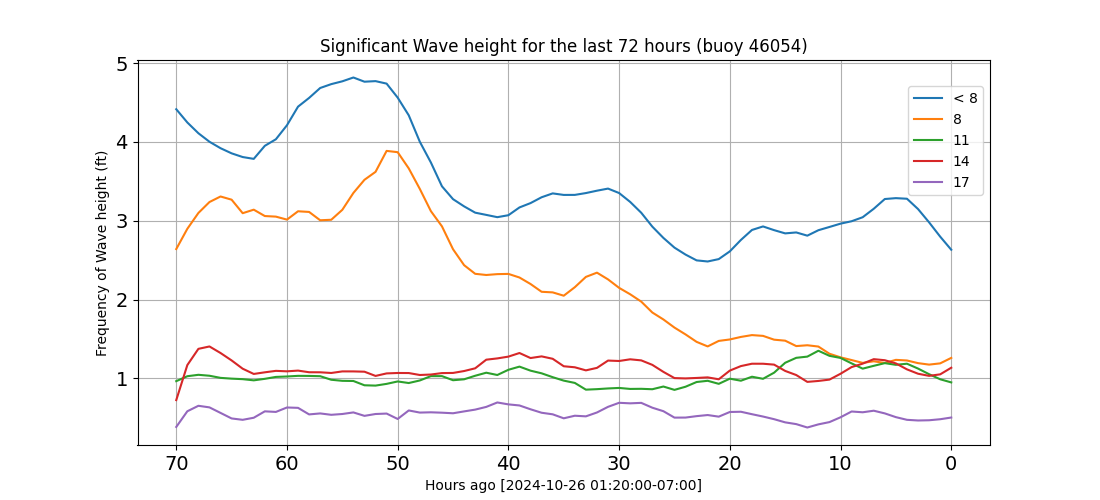 Significant Wave height for the last 72 hours (buoy 46054)
Frequency of Wave height (ft)
5
4
3
2
1
< 8
8
11
14
17
70 60 50 40 30 20 10 0
Hours ago [2024-10-26 01:20:00-07:00]